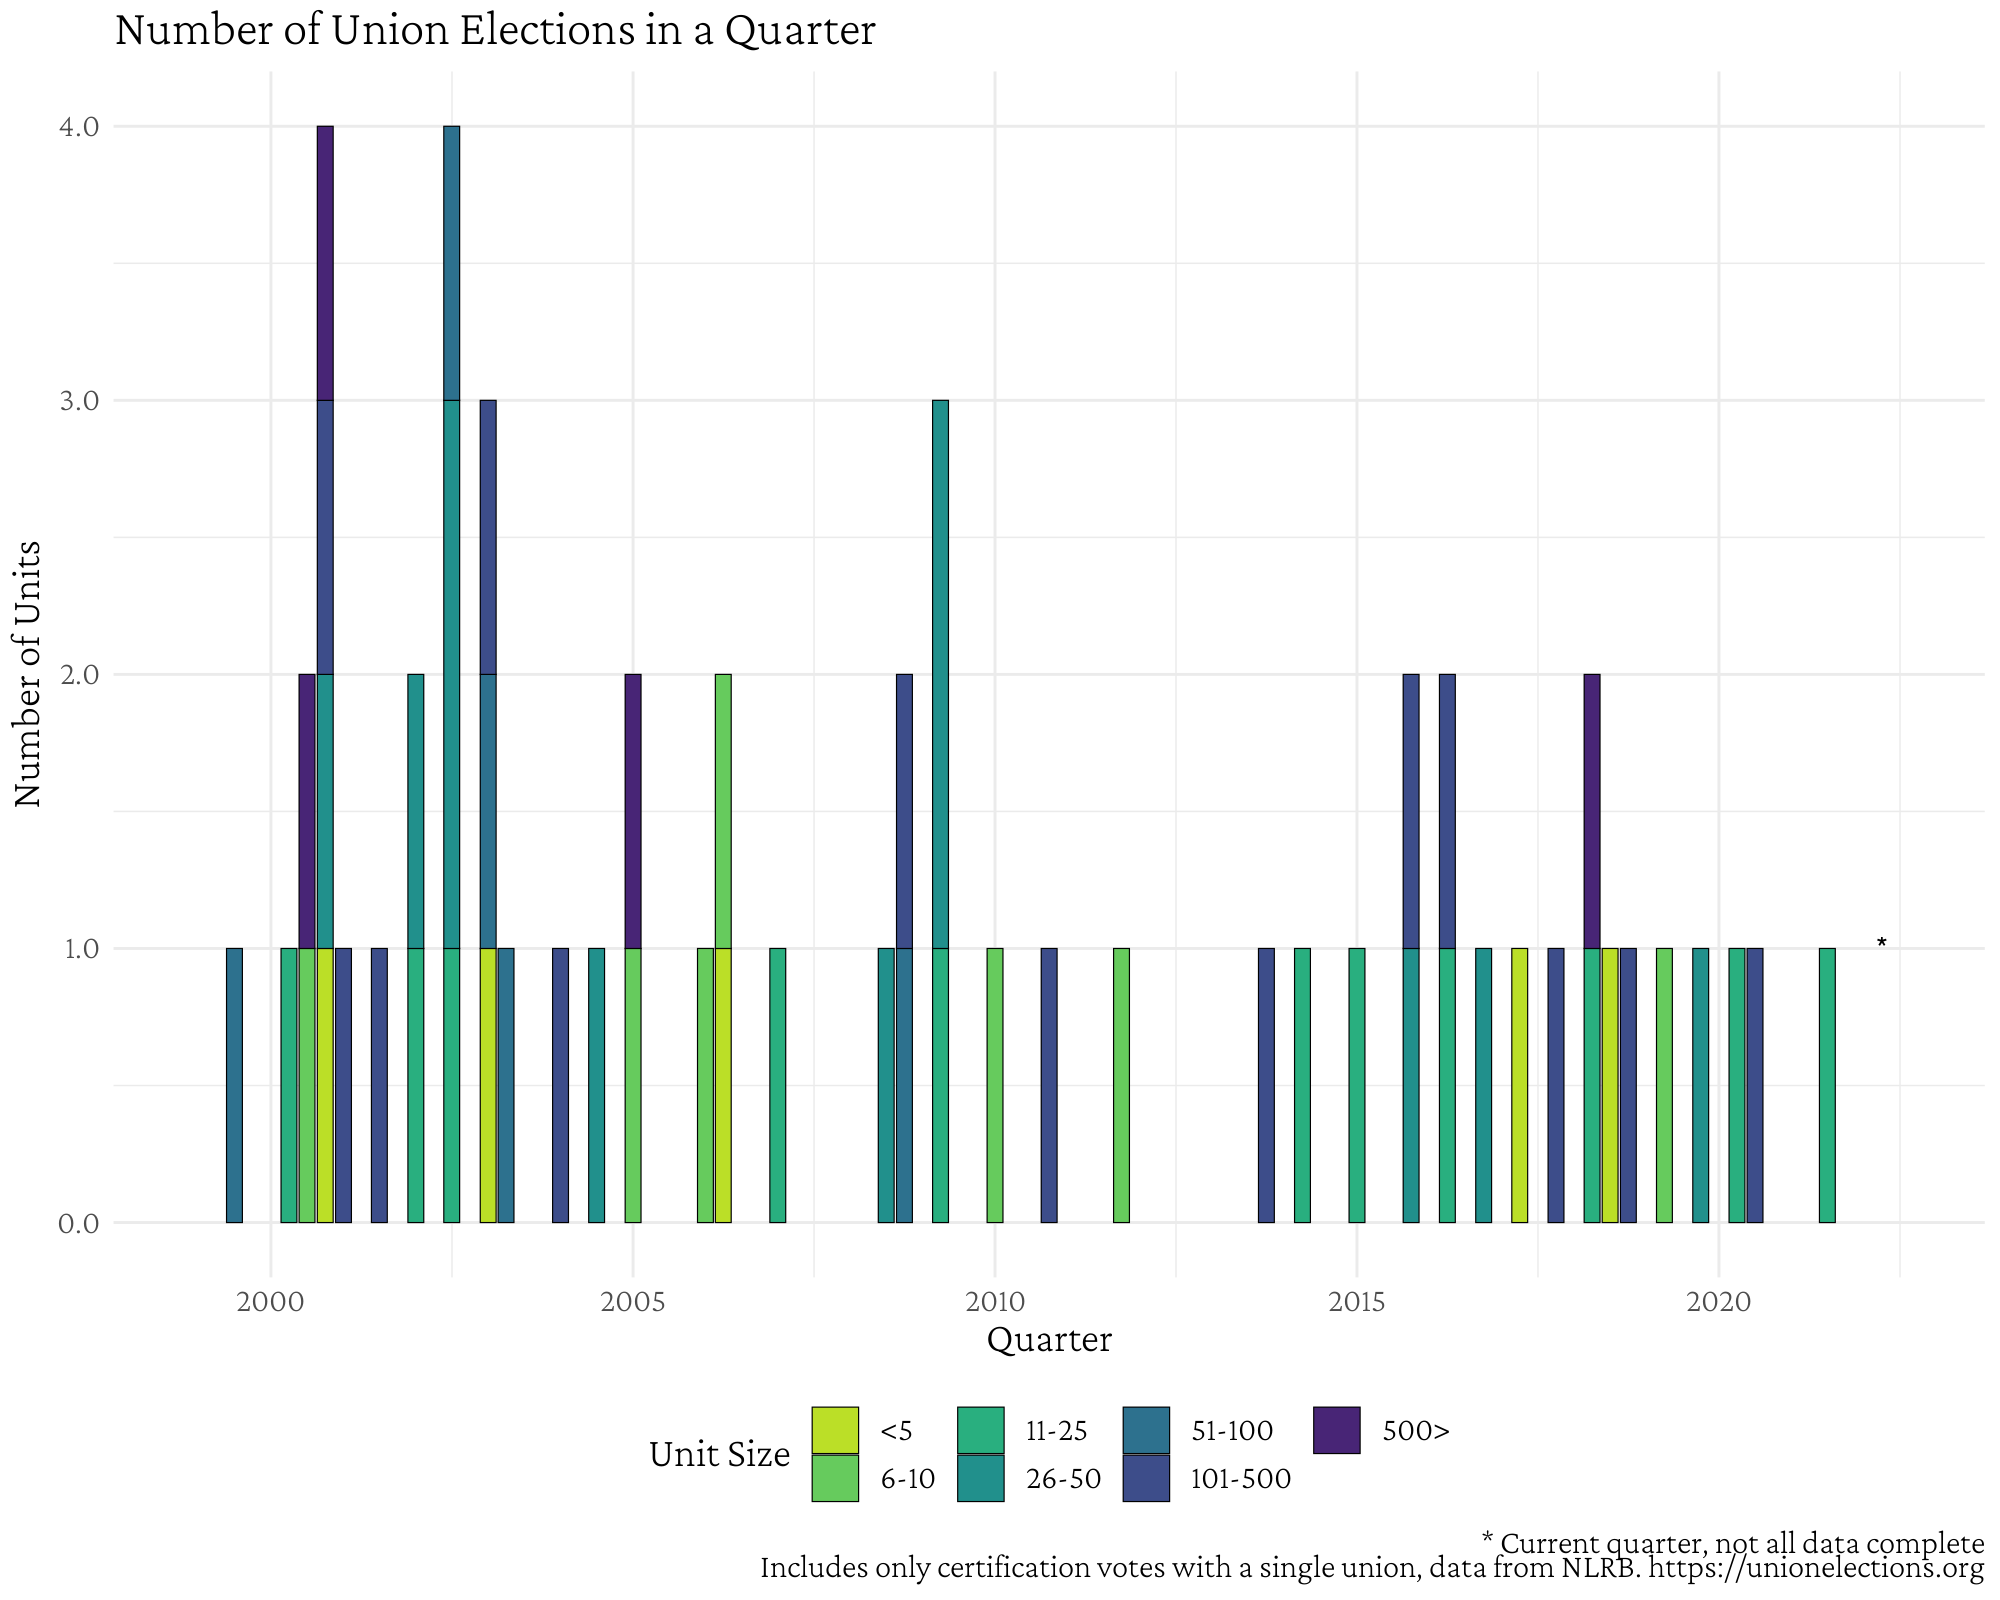 Number of Union Elections in a Quarter
Number of Units
4.0
3.0
2.0
1.0
0.0
*
2000 2005 2010 2015 2020
Quarter
Unit Size
<5 11-25 51-100 500>
6-10 26-50 101-500
* Current quarter, not all data complete
Includes only certification votes with a single union, data from NLRB. https://unionelections.org